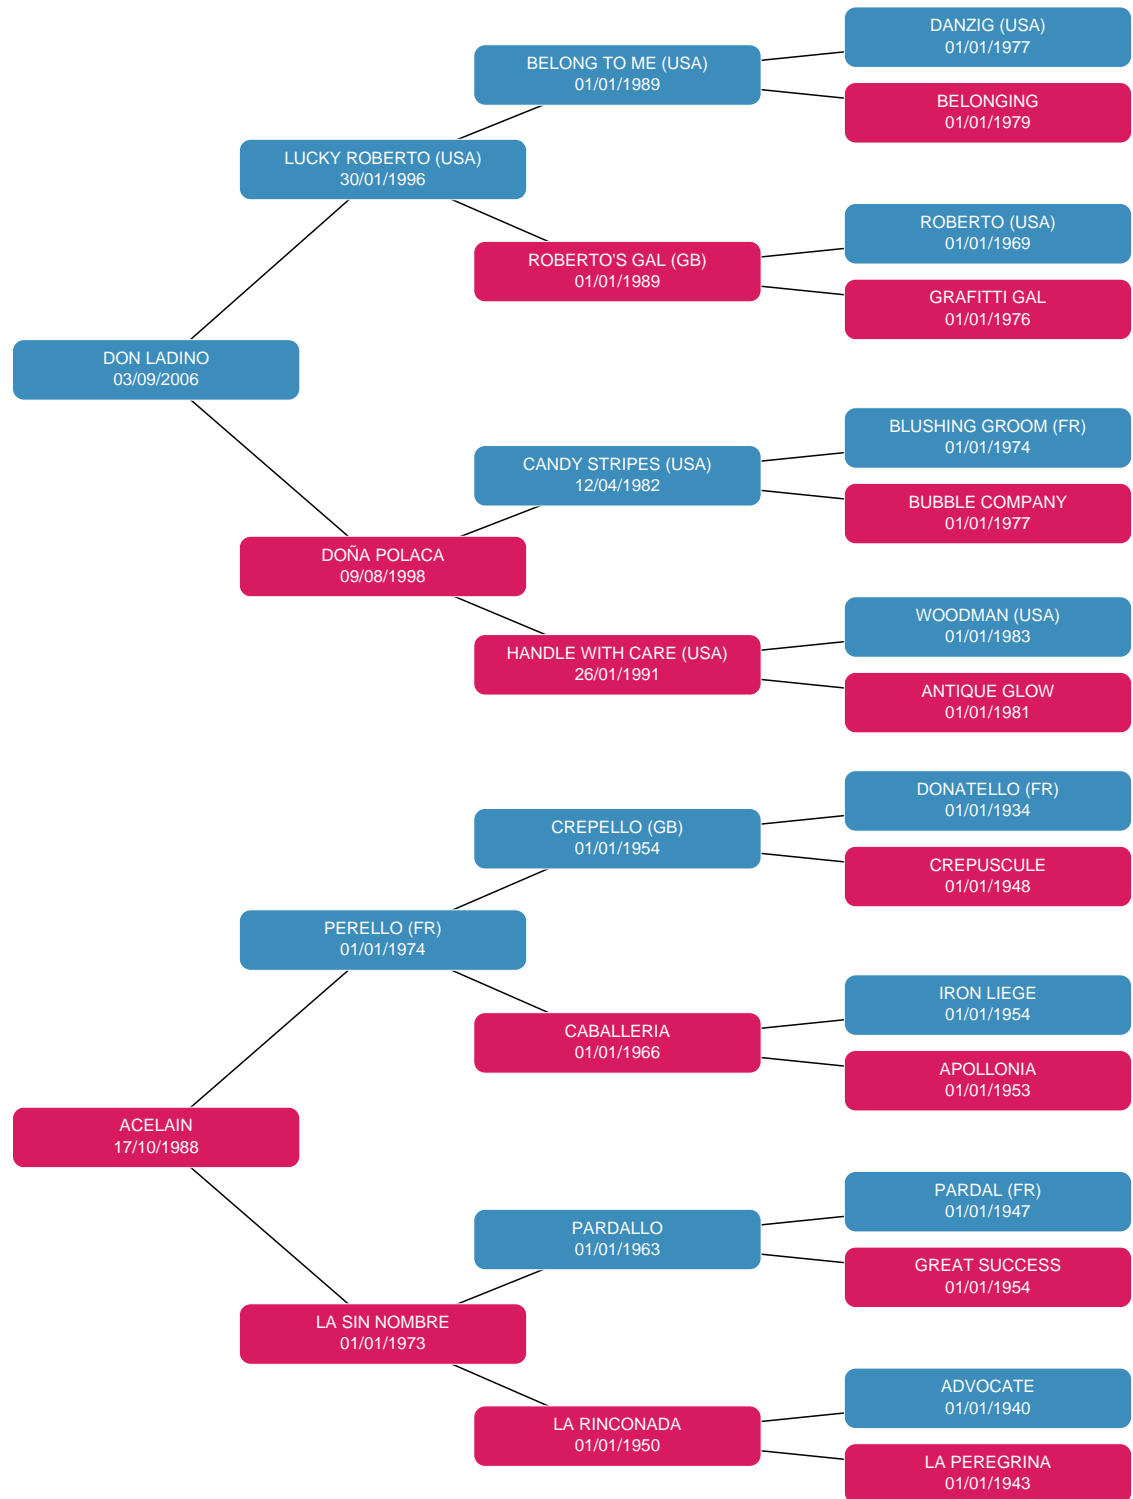 DANZIG (USA)
01/01/1977
BELONG TO ME (USA)
01/01/1989
BELONGING
01/01/1979
LUCKY ROBERTO (USA)
30/01/1996
ROBERTO (USA)
01/01/1969
ROBERTO'S GAL (GB)
01/01/1989
GRAFITTI GAL
01/01/1976
DON LADINO
03/09/2006
BLUSHING GROOM (FR)
01/01/1974
CANDY STRIPES (USA)
12/04/1982
BUBBLE COMPANY
01/01/1977
DOÑA POLACA
09/08/1998
WOODMAN (USA)
01/01/1983
HANDLE WITH CARE (USA)
26/01/1991
ANTIQUE GLOW
01/01/1981
DONATELLO (FR)
01/01/1934
CREPELLO (GB)
01/01/1954
CREPUSCULE
01/01/1948
PERELLO (FR)
01/01/1974
IRON LIEGE
01/01/1954
CABALLERIA
01/01/1966
APOLLONIA
01/01/1953
ACELAIN
17/10/1988
PARDAL (FR)
01/01/1947
PARDALLO
01/01/1963
GREAT SUCCESS
01/01/1954
LA SIN NOMBRE
01/01/1973
ADVOCATE
01/01/1940
LA RINCONADA
01/01/1950
LA PEREGRINA
01/01/1943